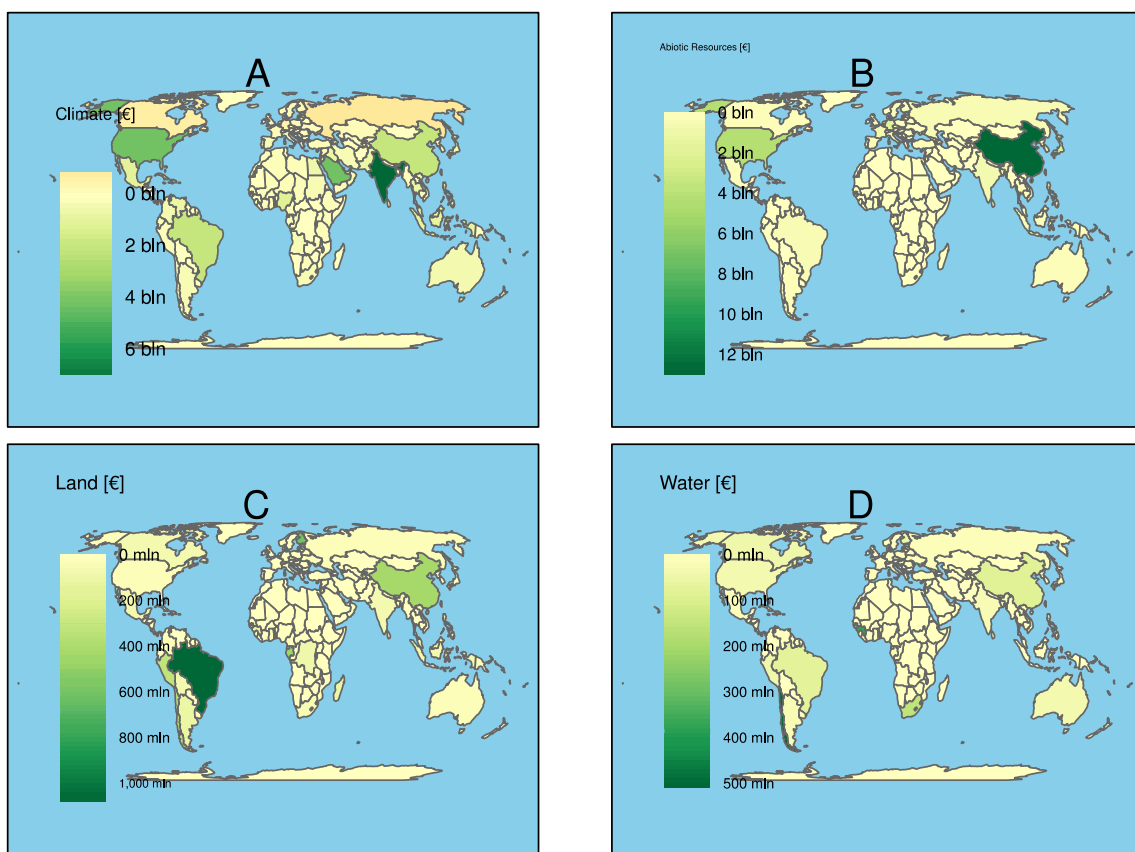 A
Climate [€]
0 bln
2 bln
4 bln
6 bln
Abiotic Resources [€]
B
0 bln
2 bln
4 bln
6 bln
8 bln
10 bln
12 bln
Land [€]
C
0 mln
200 mln
400 mln
600 mln
800 mln
1,000 mln
Water [€]
D
0 mln
100 mln
200 mln
300 mln
400 mln
500 mln